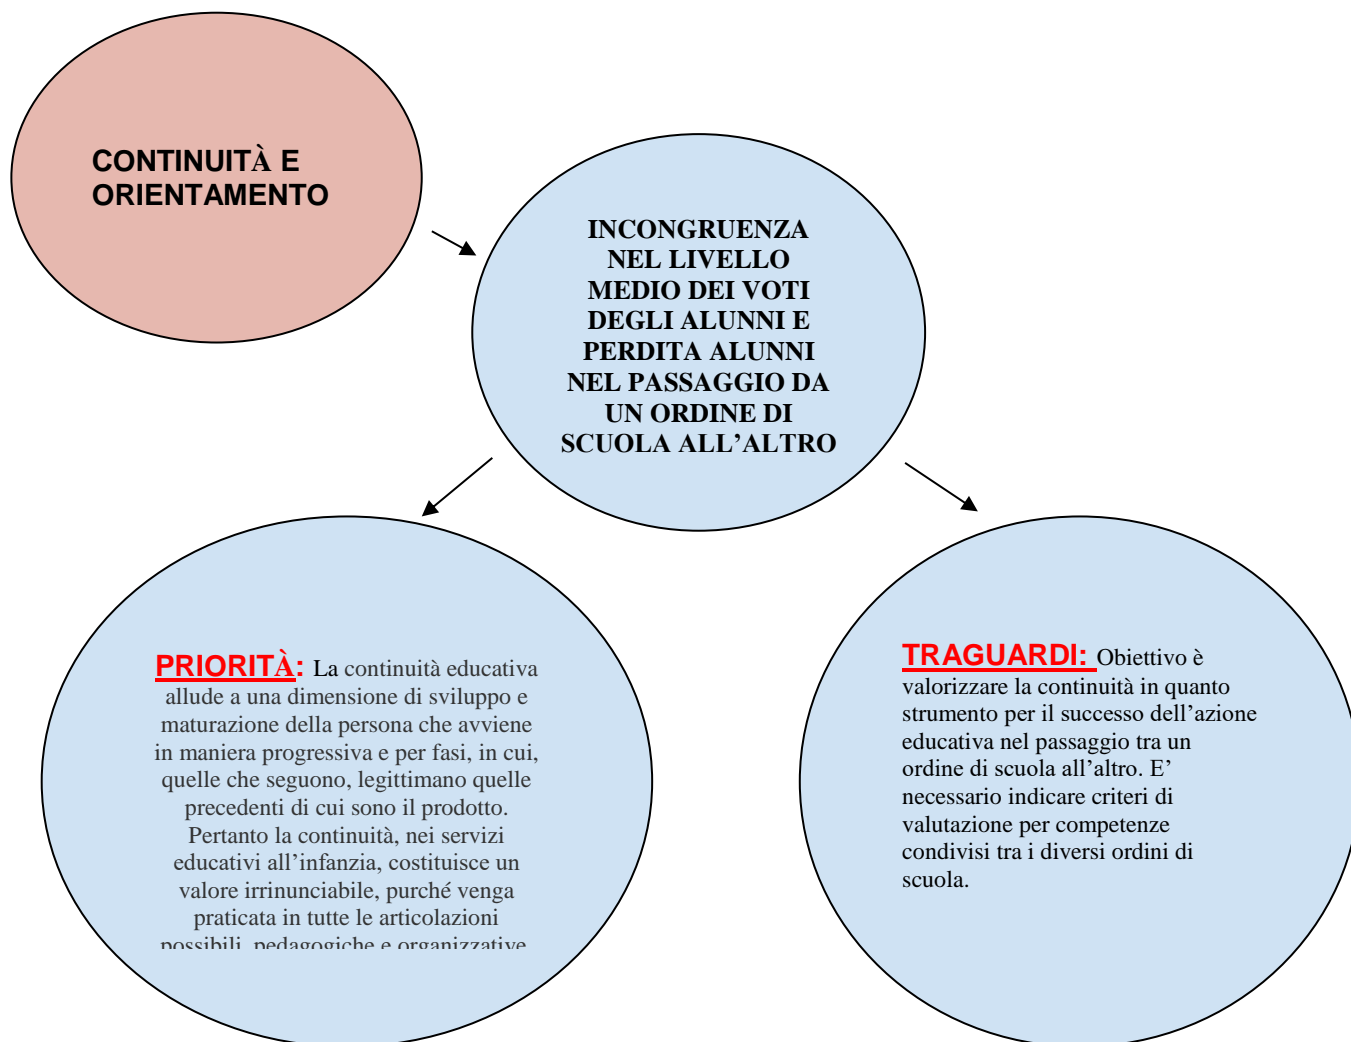 CONTINUITÀ E
ORIENTAMENTO
INCONGRUENZA
NEL LIVELLO
MEDIO DEI VOTI
DEGLI ALUNNI E
PERDITA ALUNNI
NEL PASSAGGIO DA
UN ORDINE DI
SCUOLA ALL’ALTRO
PRIORITÀ: La continuità educativa
allude a una dimensione di sviluppo e
maturazione della persona che avviene
in maniera progressiva e per fasi, in cui,
quelle che seguono, legittimano quelle
precedenti di cui sono il prodotto.
Pertanto la continuità, nei servizi
educativi all’infanzia, costituisce un
valore irrinunciabile, purché venga
praticata in tutte le articolazioni
possibili, pedagogiche e organizzative
TRAGUARDI: Obiettivo è
valorizzare la continuità in quanto
strumento per il successo dell’azione
educativa nel passaggio tra un
ordine di scuola all’altro. E’
necessario indicare criteri di
valutazione per competenze
condivisi tra i diversi ordini di
scuola.